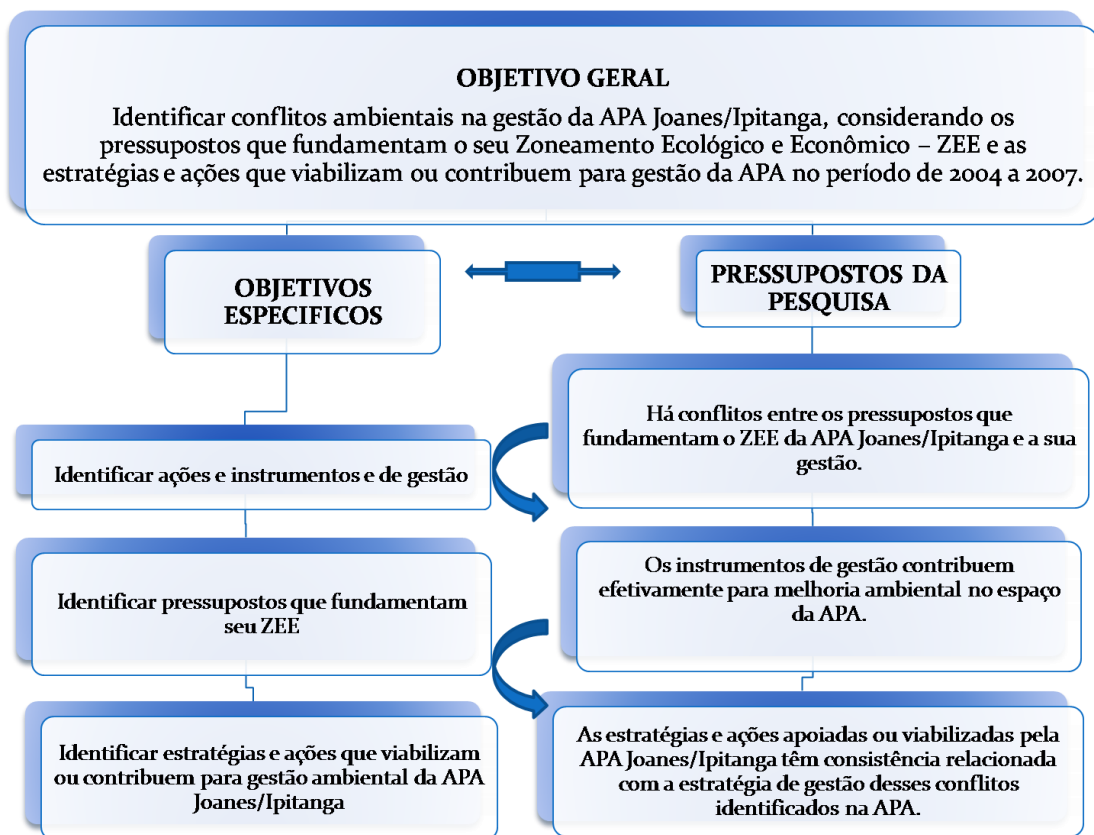 OBJETIVO GERAL
Identificar conflitos ambientais na gestão da APA Joanes/Ipitanga, considerando os
pressupostos que fundamentam o seu Zoneamento Ecológico e Econômico – ZEE e as
estratégias e ações que viabilizam ou contribuem para gestão da APA no período de 2004 a 2007.
OBJETIVOS
ESPECIFICOS
Identificar ações e instrumentos e de gestão
Identificar pressupostos que fundamentam
seu ZEE
Identificar estratégias e ações que viabilizam
ou contribuem para gestão ambiental da APA
Joanes/Ipitanga
PRESSUPOSTOS DA
PESQUISA
Há conflitos entre os pressupostos que
fundamentam o ZEE da APA Joanes/Ipitanga e a sua
gestão.
Os instrumentos de gestão contribuem
efetivamente para melhoria ambiental no espaço
da APA.
As estratégias e ações apoiadas ou viabilizadas pela
APA Joanes/Ipitanga têm consistência relacionada
com a estratégia de gestão desses conflitos
identificados na APA.